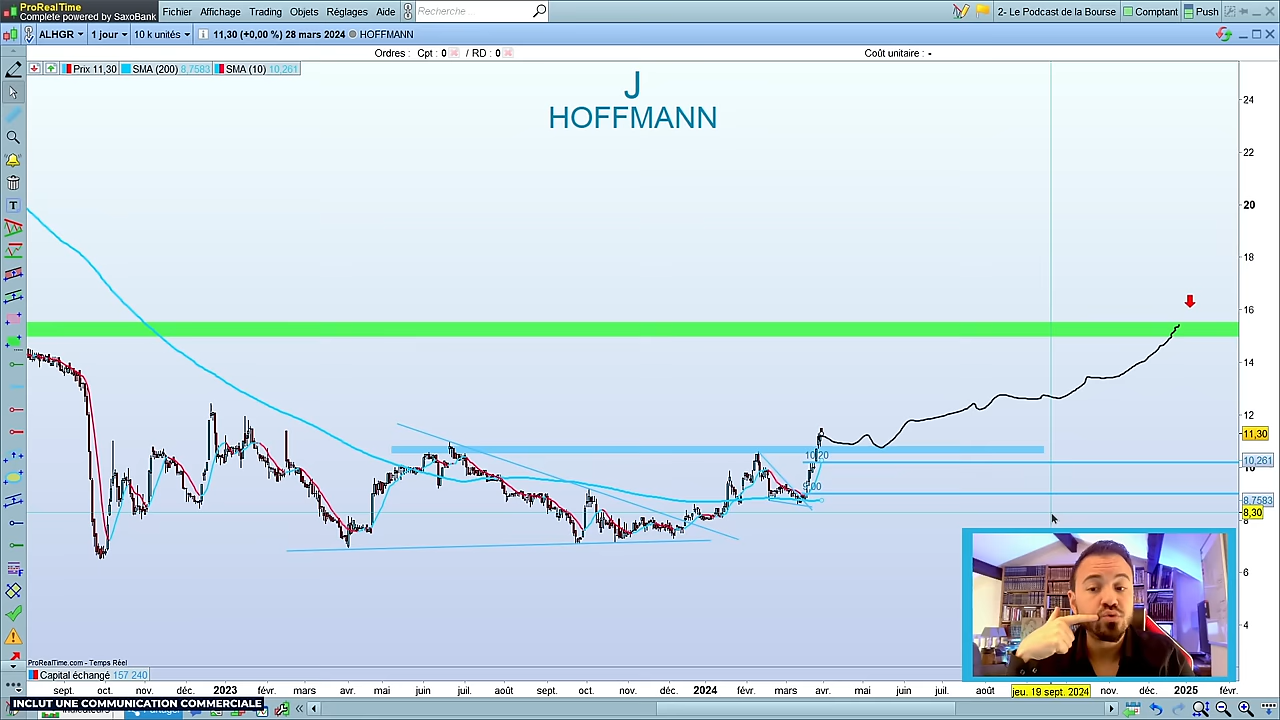 ProRealTime
Complete powered by SaxoBank
Fichier Affichage Trading Objets Réglages Aide Recherche 2- Le Podcast de la Bourse Comptant Push
ALHGR 1 jour 10 k unités 11,30 (+0,00 %) 28 mars 2024 HOFFMANN
Ordres : Cpt : 0 / RD : 0 Coût unitaire : -
Prix 11,30 SMA (200) 8,7583 SMA (10) 10,261
J
HOFFMANN
24
22
20
18
16
14
12
11,30
10,20
10,261
10
9,00
8,7583
8,30
8
6
4
ProRealTime.com - Temps Réel
Capital échangé 157 240
sept. oct. nov. déc. 2023 févr. mars avr. mai juin juil. août sept. oct. nov. déc. 2024 févr. mars avr. mai juin juil. août jeu. 19 sept. 2024 nov. déc. 2025 févr.
INCLUT UNE COMMUNICATION COMMERCIALE